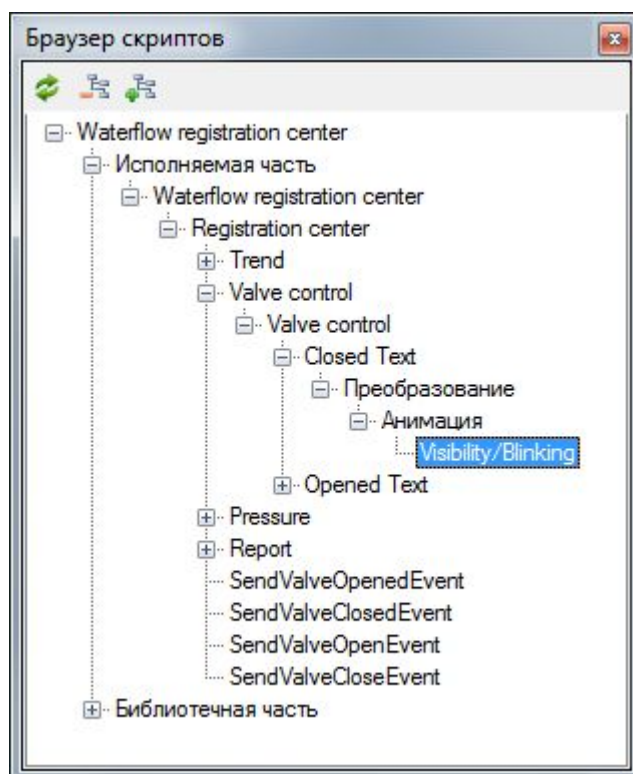 Браузер скриптов
Waterflow registration center
Исполняемая часть
Waterflow registration center
Registration center
Trend
Valve control
Valve control
Closed Text
Преобразование
Анимация
Visibility/Blinking
Opened Text
Pressure
Report
SendValveOpenedEvent
SendValveClosedEvent
SendValveOpenEvent
SendValveCloseEvent
Библиотечная часть